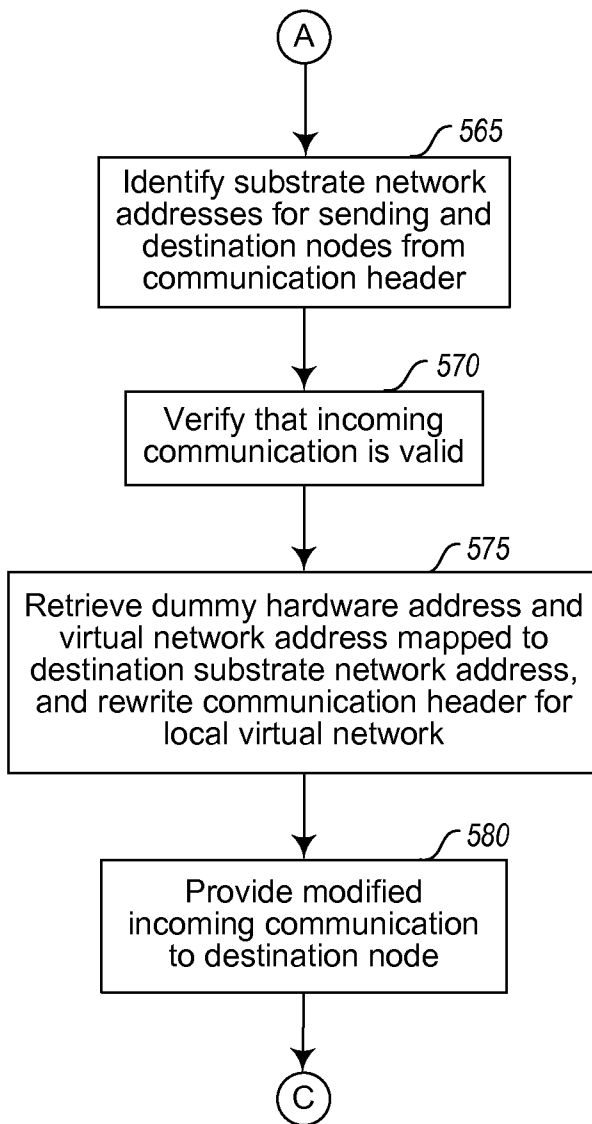 A
565
Identify substrate network
addresses for sending and
destination nodes from
communication header
570
Verify that incoming
communication is valid
575
Retrieve dummy hardware address and
virtual network address mapped to
destination substrate network address,
and rewrite communication header for
local virtual network
580
Provide modified
incoming communication
to destination node
C